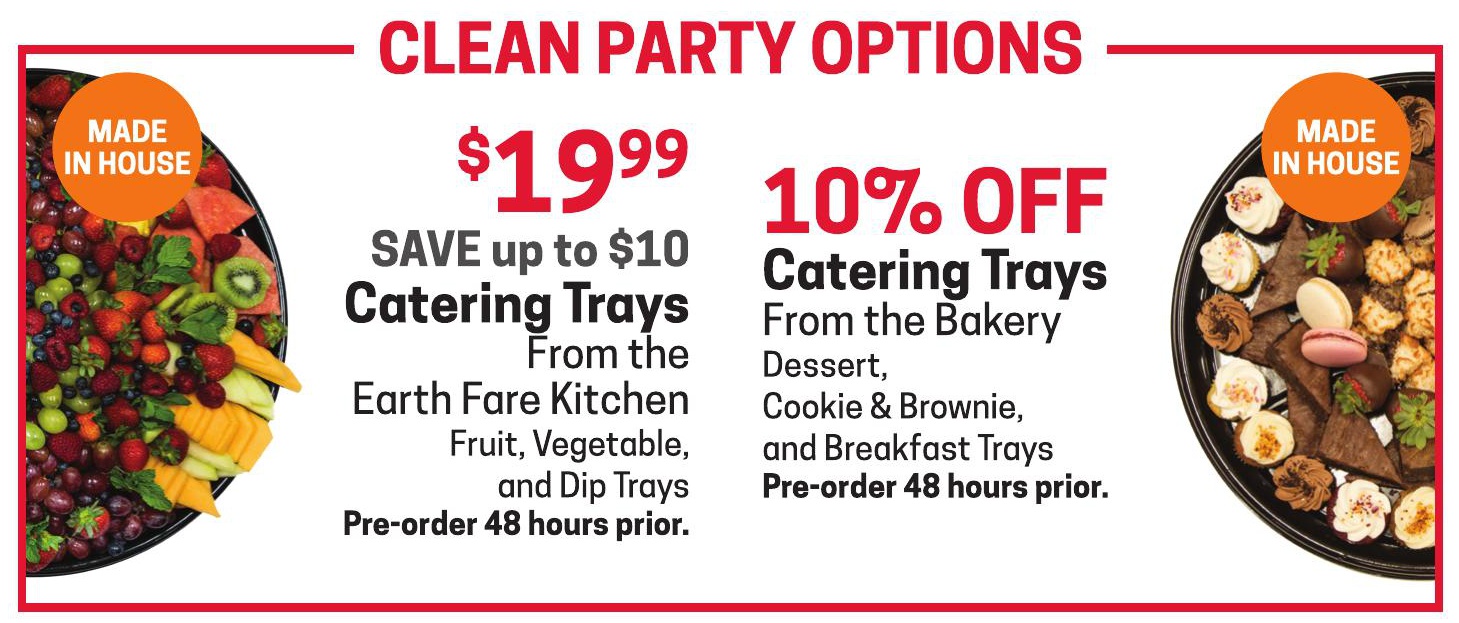 CLEAN PARTY OPTIONS
MADE
IN HOUSE
$19.99
SAVE up to $10
Catering Trays
From the
Earth Fare Kitchen
Fruit, Vegetable,
and Dip Trays
Pre-order 48 hours prior.
10% OFF
Catering Trays
From the Bakery
Dessert,
Cookie & Brownie,
and Breakfast Trays
Pre-order 48 hours prior.
MADE
IN HOUSE